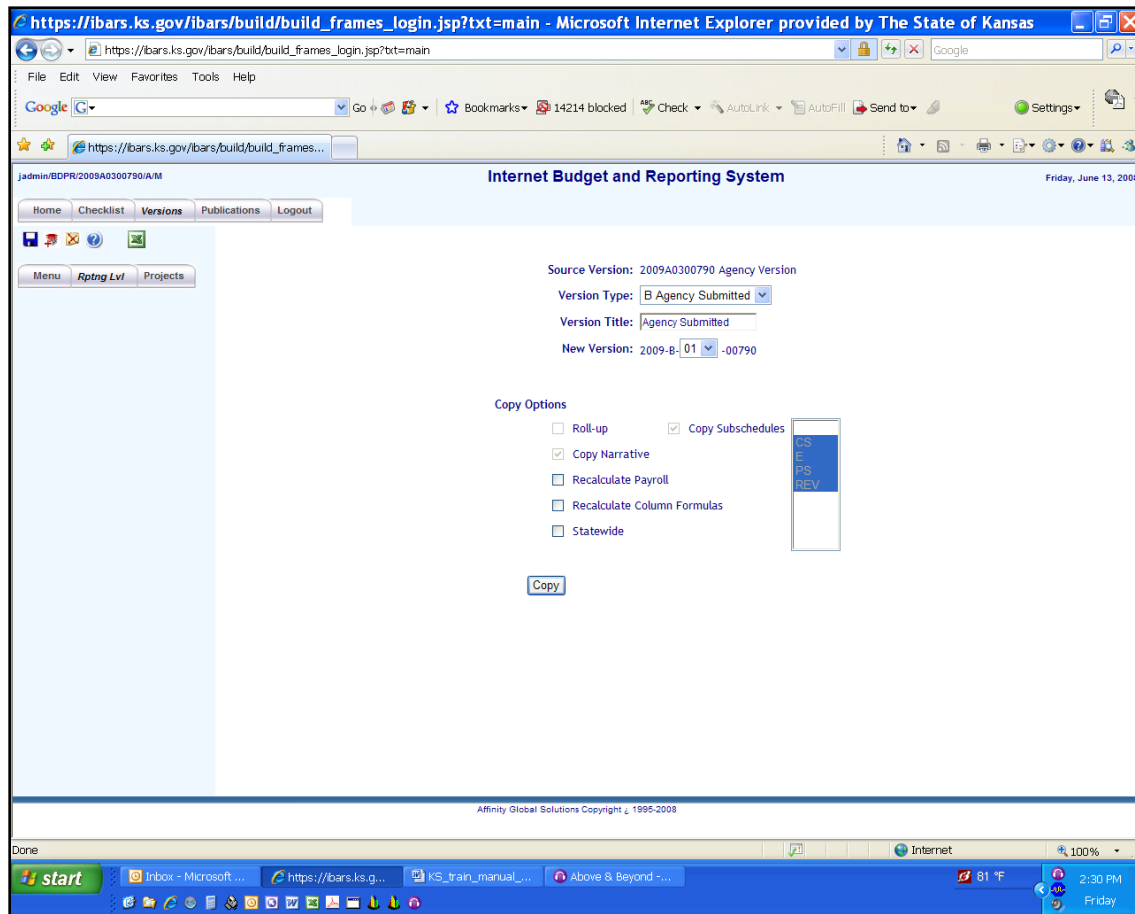 https://ibars.ks.gov/ibars/build/build_frames_login.jsp?txt=main - Microsoft Internet Explorer provided by The State of Kansas
https://ibars.ks.gov/ibars/build/build_frames_login.jsp?txt=main Google
File Edit View Favorites Tools Help
Google G Go Bookmarks 14214 blocked ABC Check AutoLink AutoFill Send to Settings
https://ibars.ks.gov/ibars/build/build_frames...
jadmin/BDPR/2009A0300790/A/M Internet Budget and Reporting System Friday, June 13, 2008
Home Checklist Versions Publications Logout
Menu Rptng Lvl Projects
Source Version: 2009A0300790 Agency Version
Version Type: B Agency Submitted
Version Title: Agency Submitted
New Version: 2009-B- 01 -00790
Copy Options
Roll-up Copy Subschedules
CS
Copy Narrative
E
PS
Recalculate Payroll
REV
Recalculate Column Formulas
Statewide
Copy
Affinity Global Solutions Copyright ¿ 1995-2008
Done Internet 100%
start Inbox - Microsoft ... https://ibars.ks.g... KS_train_manual_... Above & Beyond -... 81 °F 2:30 PM
Friday